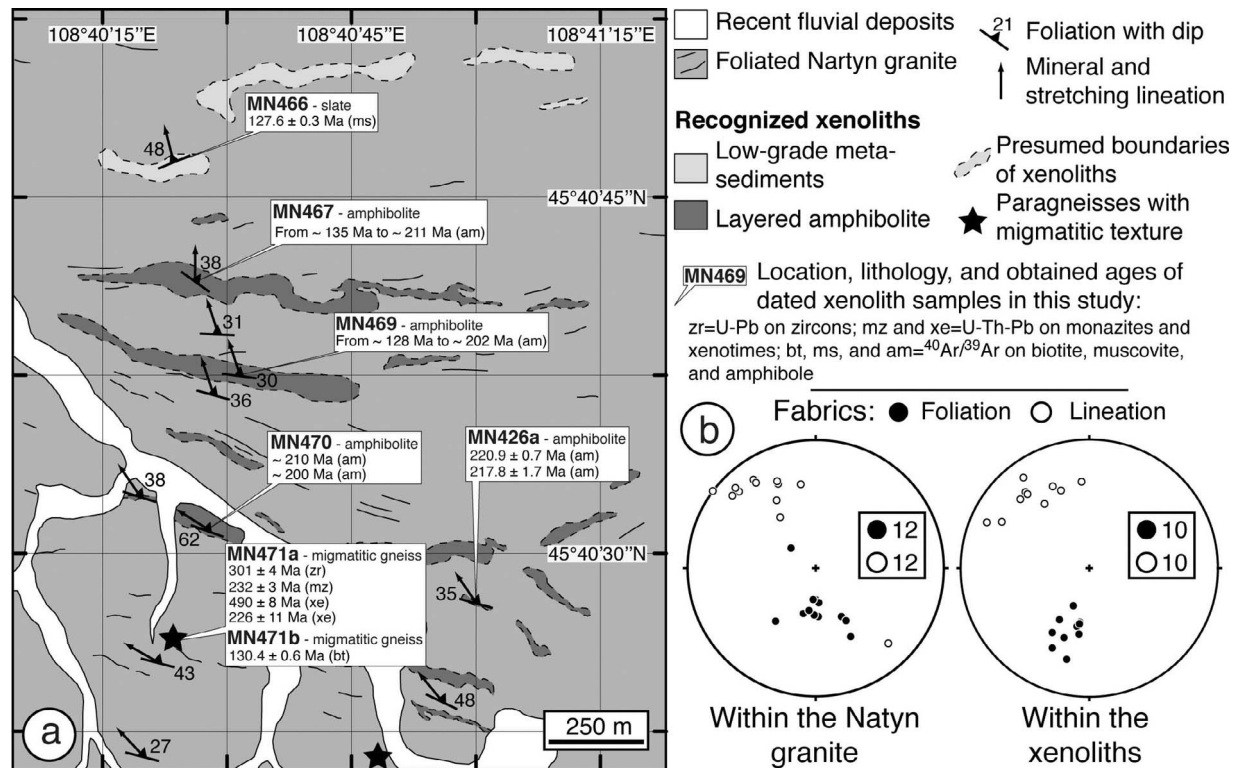 108°40'15"E
108°40'45"E
108°41'15"E
MN466 - slate
127.6 ± 0.3 Ma (ms)
48
45°40'45"N
MN467 - amphibolite
From ~ 135 Ma to ~ 211 Ma (am)
38
31
MN469 - amphibolite
From ~ 128 Ma to ~ 202 Ma (am)
30
36
MN470 - amphibolite
~ 210 Ma (am)
~ 200 Ma (am)
MN426a - amphibolite
220.9 ± 0.7 Ma (am)
217.8 ± 1.7 Ma (am)
38
62
45°40'30"N
MN471a - migmatitic gneiss
301 ± 4 Ma (zr)
232 ± 3 Ma (mz)
490 ± 8 Ma (xe)
226 ± 11 Ma (xe)
MN471b - migmatitic gneiss
130.4 ± 0.6 Ma (bt)
35
43
48
27
a
250 m
Recent fluvial deposits
Foliated Nartyn granite
Recognized xenoliths
Low-grade meta-
sediments
Layered amphibolite
21
Foliation with dip
Mineral and
stretching lineation
Presumed boundaries
of xenoliths
Paragneisses with
migmatitic texture
MN469
Location, lithology, and obtained ages of
dated xenolith samples in this study:
zr=U-Pb on zircons; mz and xe=U-Th-Pb on monazites and
xenotimes; bt, ms, and am=⁴⁰Ar/³⁹Ar on biotite, muscovite,
and amphibole
b
Fabrics: Foliation Lineation
12
12
10
10
Within the Natyn
granite
Within the
xenoliths